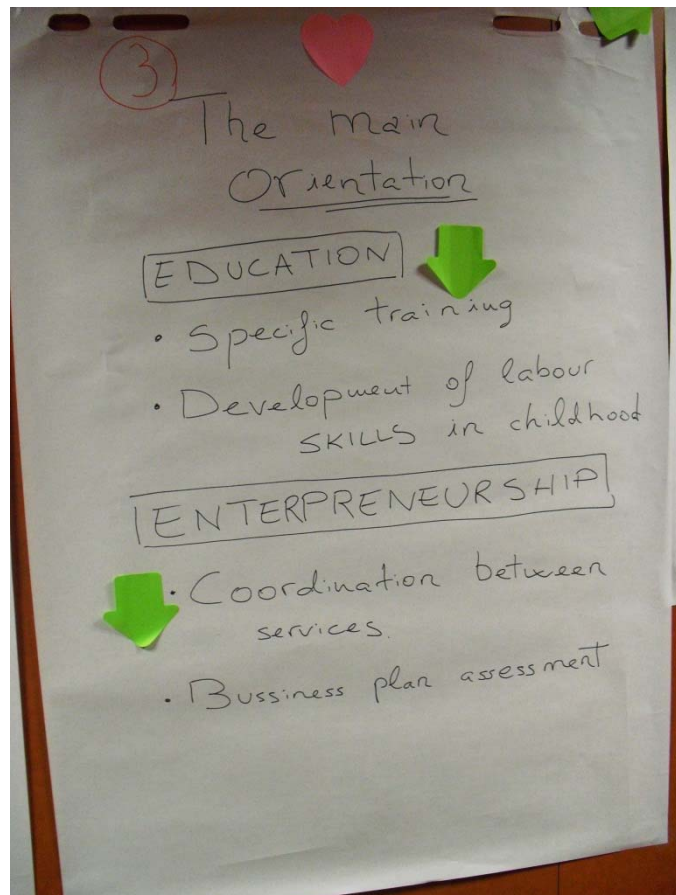 3
The main
Orientation
EDUCATION
• Specific training
• Development of labour
SKILLS in childhood
ENTERPRENEURSHIP
• Coordination between
services.
• Bussiness plan assessment